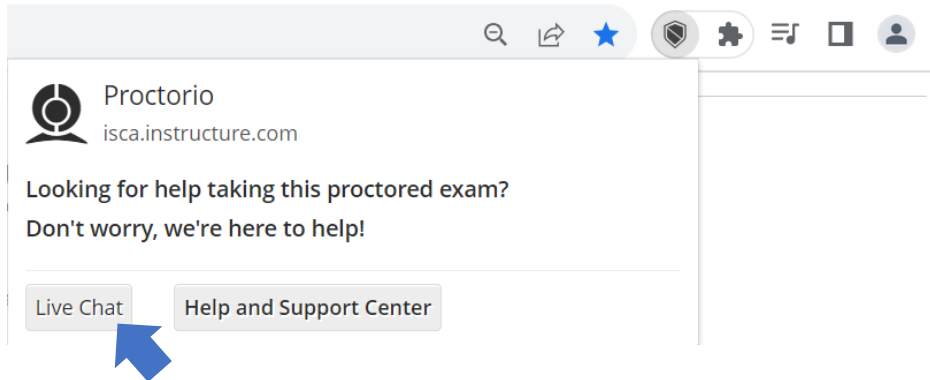 Proctorio
isca.instructure.com
Looking for help taking this proctored exam?
Don't worry, we're here to help!
Live Chat
Help and Support Center